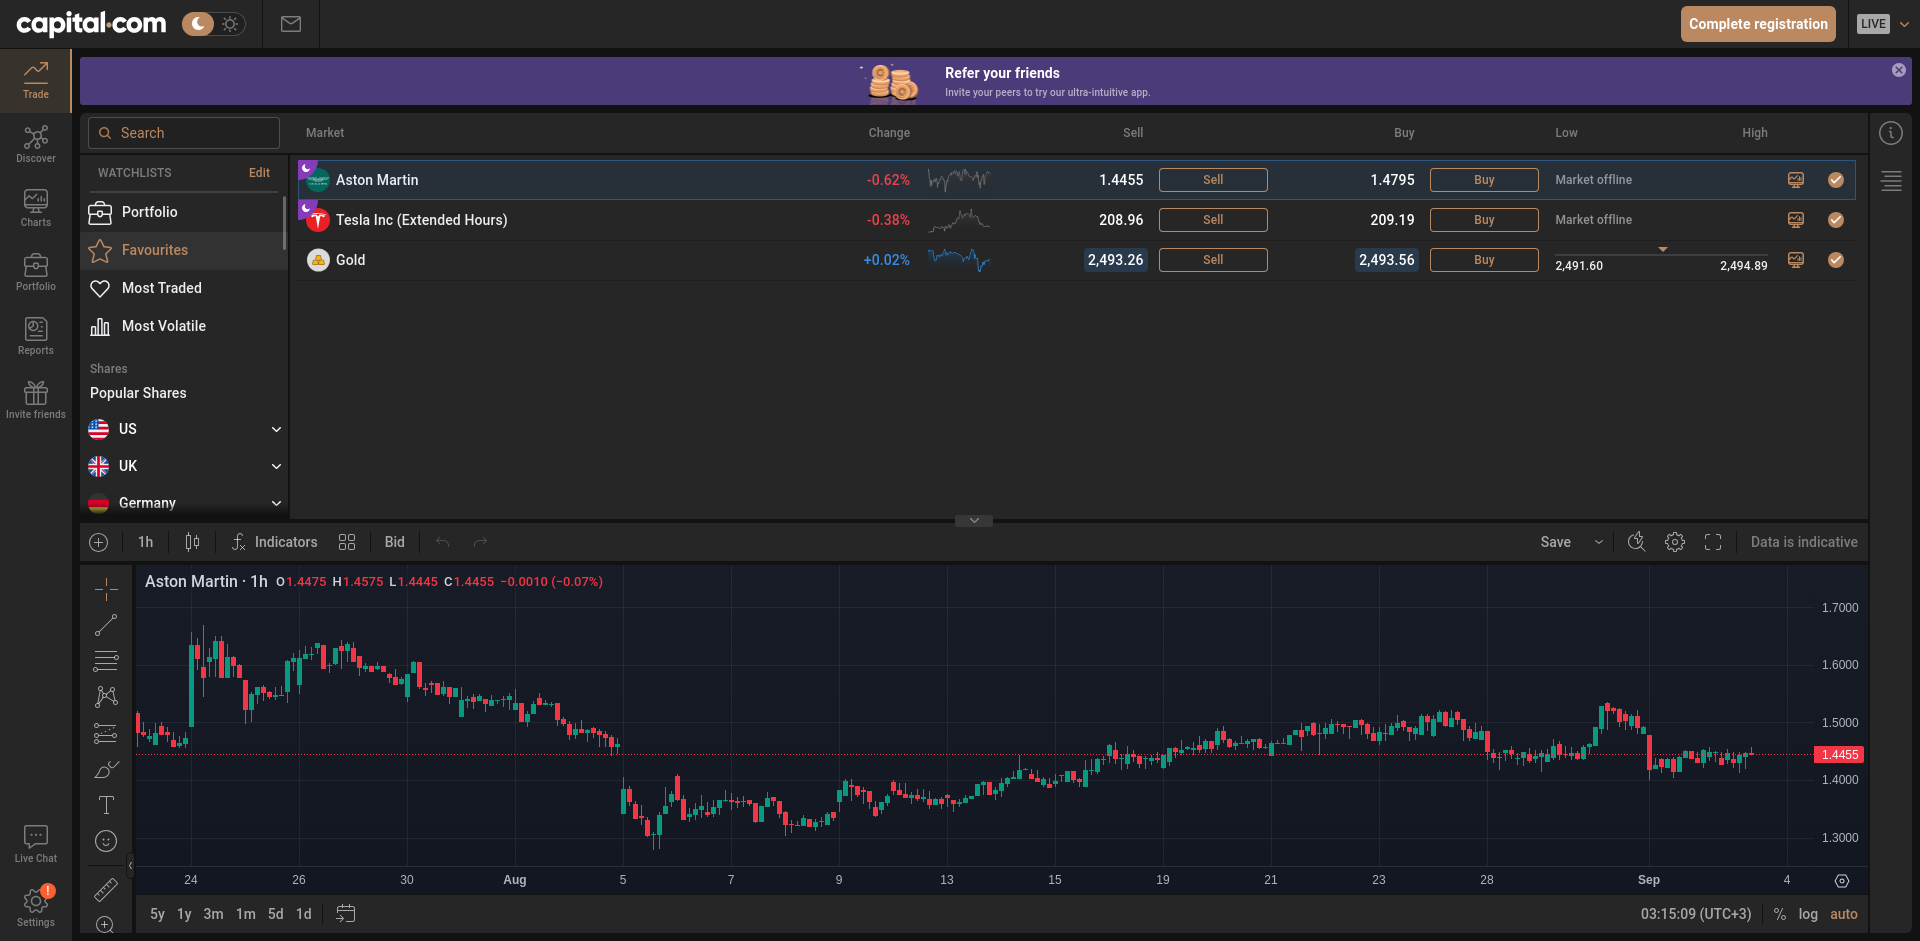 capital.com
Complete registration
LIVE
Trade
Refer your friends
Invite your peers to try our ultra-intuitive app.
Discover
Charts
Portfolio
Reports
Invite friends
Live Chat
!
Settings
Search
WATCHLISTS Edit
Portfolio
Favourites
Most Traded
Most Volatile
Shares
Popular Shares
US
UK
Germany
Market Change Sell Buy Low High
Aston Martin -0.62% 1.4455 Sell 1.4795 Buy Market offline
Tesla Inc (Extended Hours) -0.38% 208.96 Sell 209.19 Buy Market offline
Gold +0.02% 2,493.26 Sell 2,493.56 Buy 2,491.60 2,494.89
1h Indicators Bid Save Data is indicative
Aston Martin · 1h O1.4475 H1.4575 L1.4445 C1.4455 −0.0010 (−0.07%)
1.7000
1.6000
1.5000
1.4455
1.4000
1.3000
24 26 30 Aug 5 7 9 13 15 19 21 23 28 Sep 4
5y 1y 3m 1m 5d 1d 03:15:09 (UTC+3) % log auto